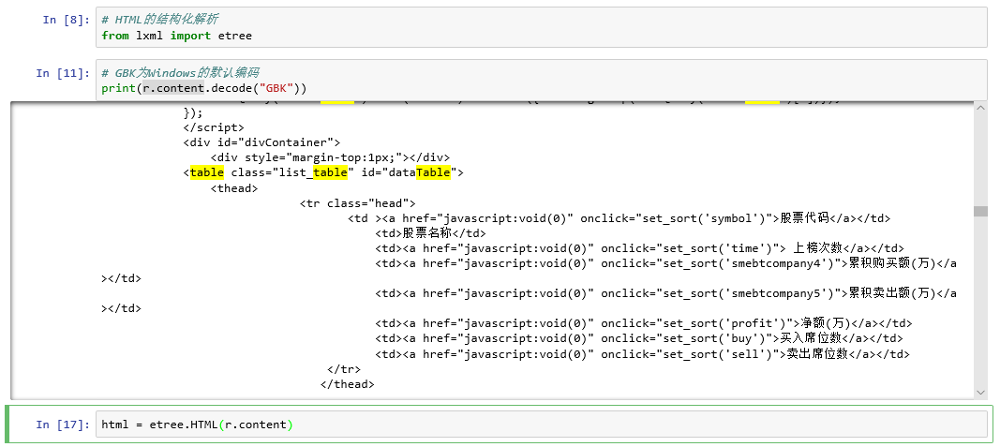 In [8]: # HTML的结构化解析
from lxml import etree
In [11]: # GBK为Windows的默认编码
print(r.content.decode("GBK"))
});
</script>
<div id="divContainer">
<div style="margin-top:1px;"></div>
<table class="list_table" id="dataTable">
<thead>
<tr class="head">
<td ><a href="javascript:void(0)" onclick="set_sort('symbol')">股票代码</a></td>
<td>股票名称</td>
<td><a href="javascript:void(0)" onclick="set_sort('time')"> 上榜次数</a></td>
<td><a href="javascript:void(0)" onclick="set_sort('smebtcompany4')">累积购买额(万)</a
></td>
<td><a href="javascript:void(0)" onclick="set_sort('smebtcompany5')">累积卖出额(万)</a
></td>
<td><a href="javascript:void(0)" onclick="set_sort('profit')">净额(万)</a></td>
<td><a href="javascript:void(0)" onclick="set_sort('buy')">买入席位数</a></td>
<td><a href="javascript:void(0)" onclick="set_sort('sell')">卖出席位数</a></td>
</tr>
</thead>
In [17]: html = etree.HTML(r.content)